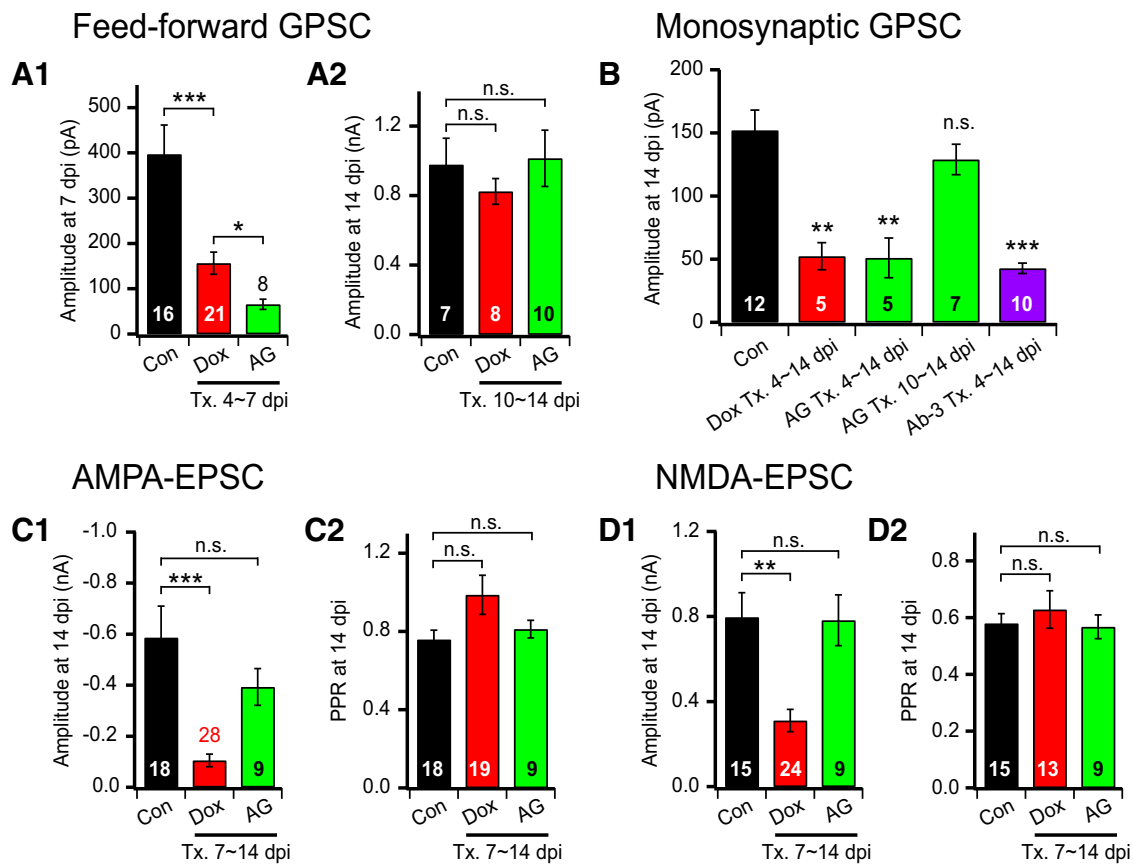 Feed-forward GPSC
Monosynaptic GPSC
A1
Amplitude at 7 dpi (pA)
500
400
300
200
100
0
***
*
16
21
8
Con
Dox
AG
Tx. 4~7 dpi
A2
Amplitude at 14 dpi (nA)
1.2
0.8
0.4
0.0
n.s.
n.s.
7
8
10
Con
Dox
AG
Tx. 10~14 dpi
B
Amplitude at 14 dpi (pA)
200
150
100
50
0
**
**
n.s.
***
12
5
5
7
10
Con
Dox Tx. 4~14 dpi
AG Tx. 4~14 dpi
AG Tx. 10~14 dpi
Ab-3 Tx. 4~14 dpi
AMPA-EPSC
NMDA-EPSC
C1
Amplitude at 14 dpi (nA)
-1.0
-0.8
-0.6
-0.4
-0.2
0.0
n.s.
***
18
28
9
Con
Dox
AG
Tx. 7~14 dpi
C2
PPR at 14 dpi
1.2
0.8
0.4
0.0
n.s.
n.s.
18
19
9
Con
Dox
AG
Tx. 7~14 dpi
D1
Amplitude at 14 dpi (nA)
1.2
0.8
0.4
0.0
n.s.
**
15
24
9
Con
Dox
AG
Tx. 7~14 dpi
D2
PPR at 14 dpi
0.8
0.6
0.4
0.2
0.0
n.s.
n.s.
15
13
9
Con
Dox
AG
Tx. 7~14 dpi